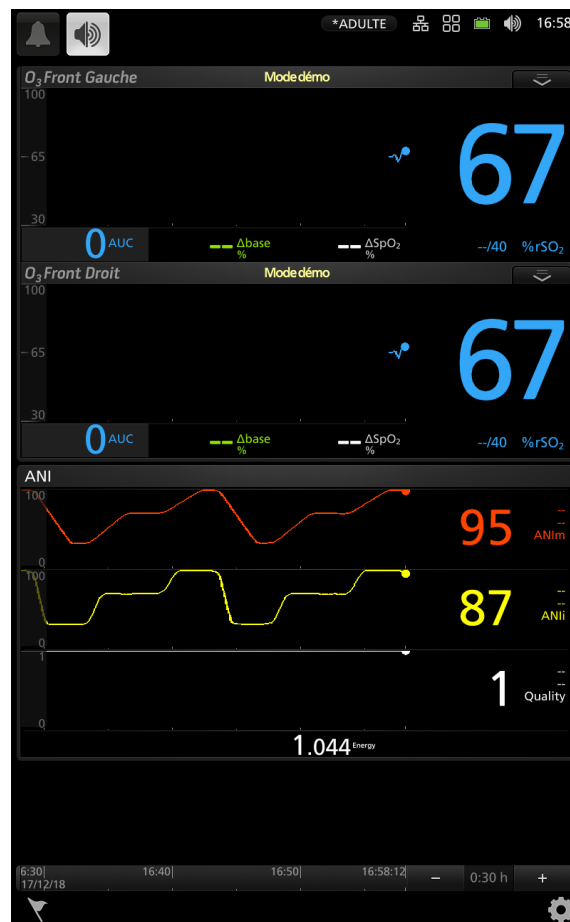 *ADULTE 16:58
O3 Front Gauche Mode démo
100
65
30
67
0 AUC -- Δbase % -- ΔSpO2 % --/40 %rSO2
O3 Front Droit Mode démo
100
65
30
67
0 AUC -- Δbase % -- ΔSpO2 % --/40 %rSO2
ANI
100
0
95 -- -- ANIm
100
0
87 -- -- ANIi
1
0
1 -- -- Quality
1.044 Energy
6:30 16:40 16:50 16:58:12 - 0:30 h +
17/12/18